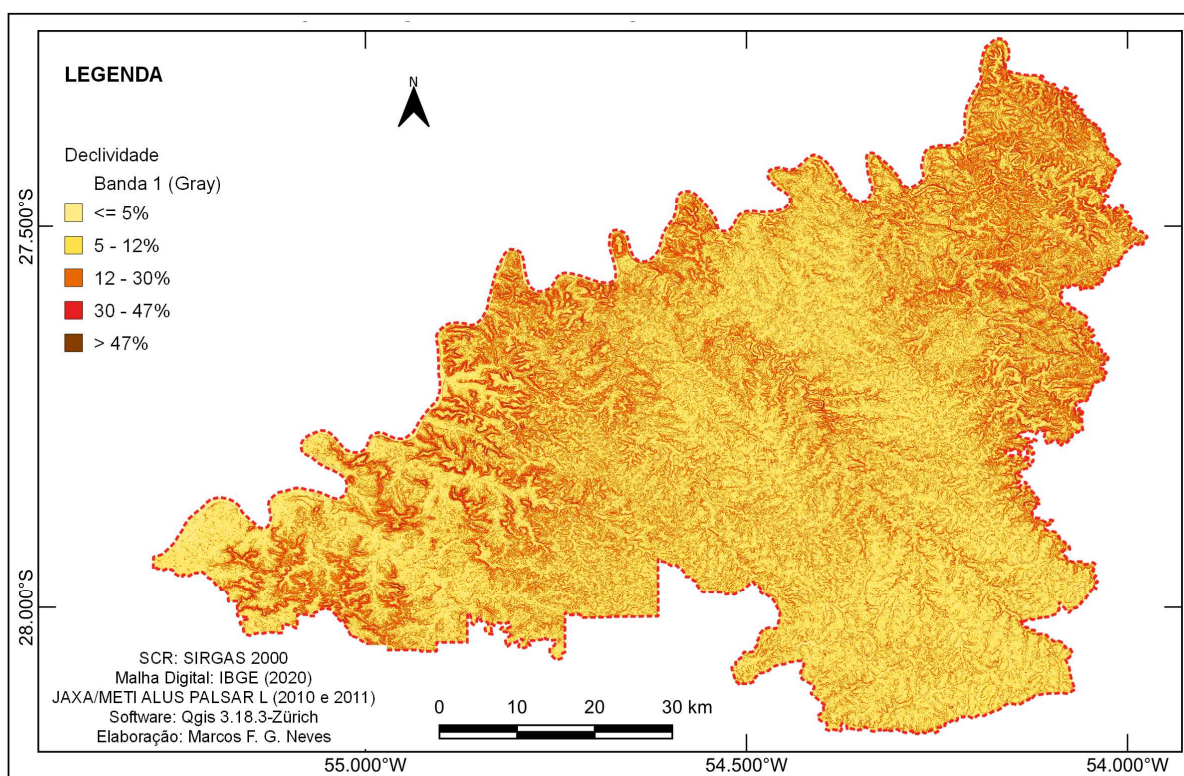 LEGENDA
N
Declividade
Banda 1 (Gray)
<= 5%
5 - 12%
12 - 30%
30 - 47%
> 47%
27.500°S
28.000°S
SCR: SIRGAS 2000
Malha Digital: IBGE (2020)
JAXA/METI ALUS PALSAR L (2010 e 2011)
Software: Qgis 3.18.3-Zürich
Elaboração: Marcos F. G. Neves
0 10 20 30 km
55.000°W 54.500°W 54.000°W